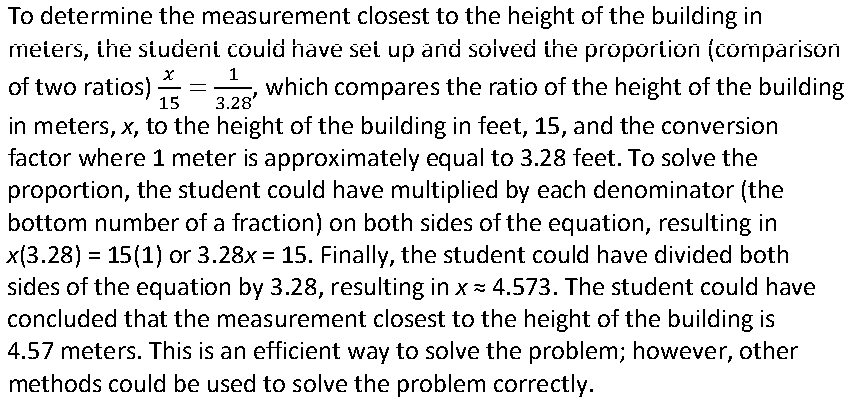 To determine the measurement closest to the height of the building in
meters, the student could have set up and solved the proportion (comparison
of two ratios) x/15 = 1/3.28, which compares the ratio of the height of the building
in meters, x, to the height of the building in feet, 15, and the conversion
factor where 1 meter is approximately equal to 3.28 feet. To solve the
proportion, the student could have multiplied by each denominator (the
bottom number of a fraction) on both sides of the equation, resulting in
x(3.28) = 15(1) or 3.28x = 15. Finally, the student could have divided both
sides of the equation by 3.28, resulting in x ≈ 4.573. The student could have
concluded that the measurement closest to the height of the building is
4.57 meters. This is an efficient way to solve the problem; however, other
methods could be used to solve the problem correctly.